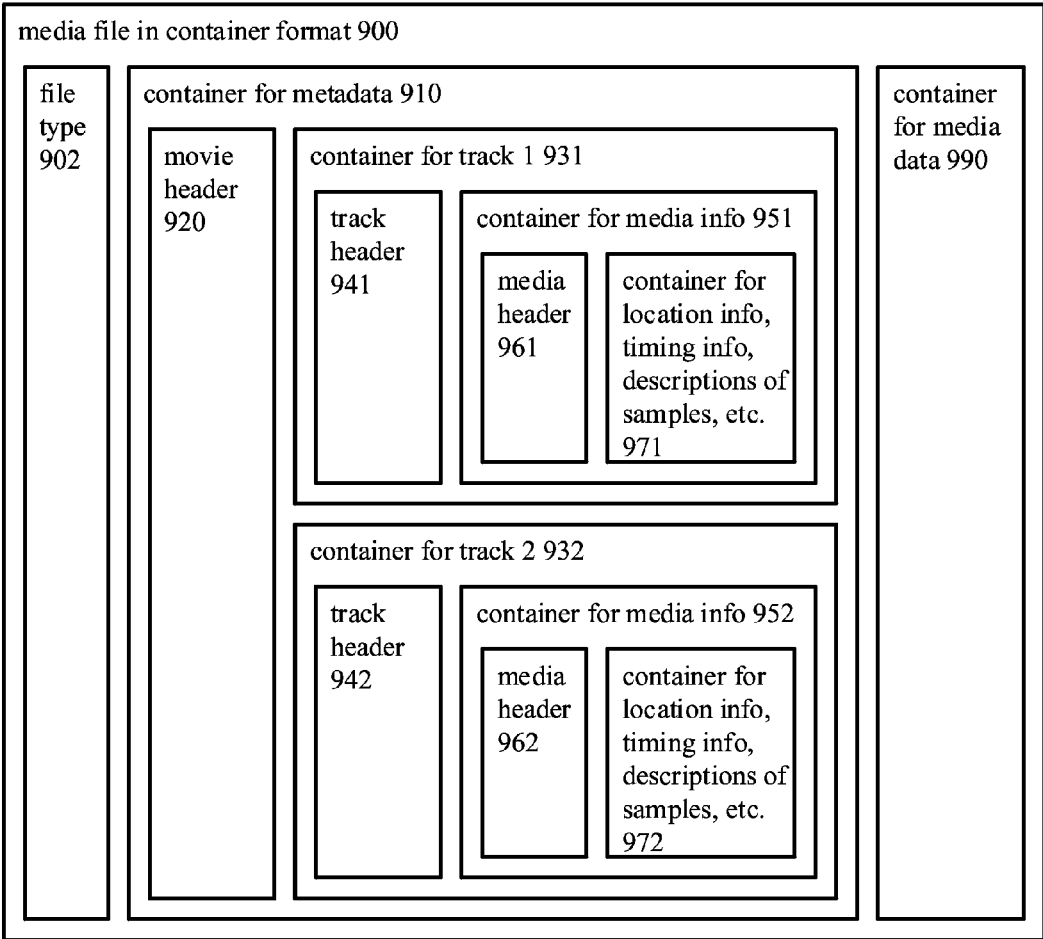 media file in container format 900
file
type
902
container for metadata 910
movie
header
920
container for track 1 931
track
header
941
container for media info 951
media
header
961
container for
location info,
timing info,
descriptions of
samples, etc.
971
container for track 2 932
track
header
942
container for media info 952
media
header
962
container for
location info,
timing info,
descriptions of
samples, etc.
972
container
for media
data 990